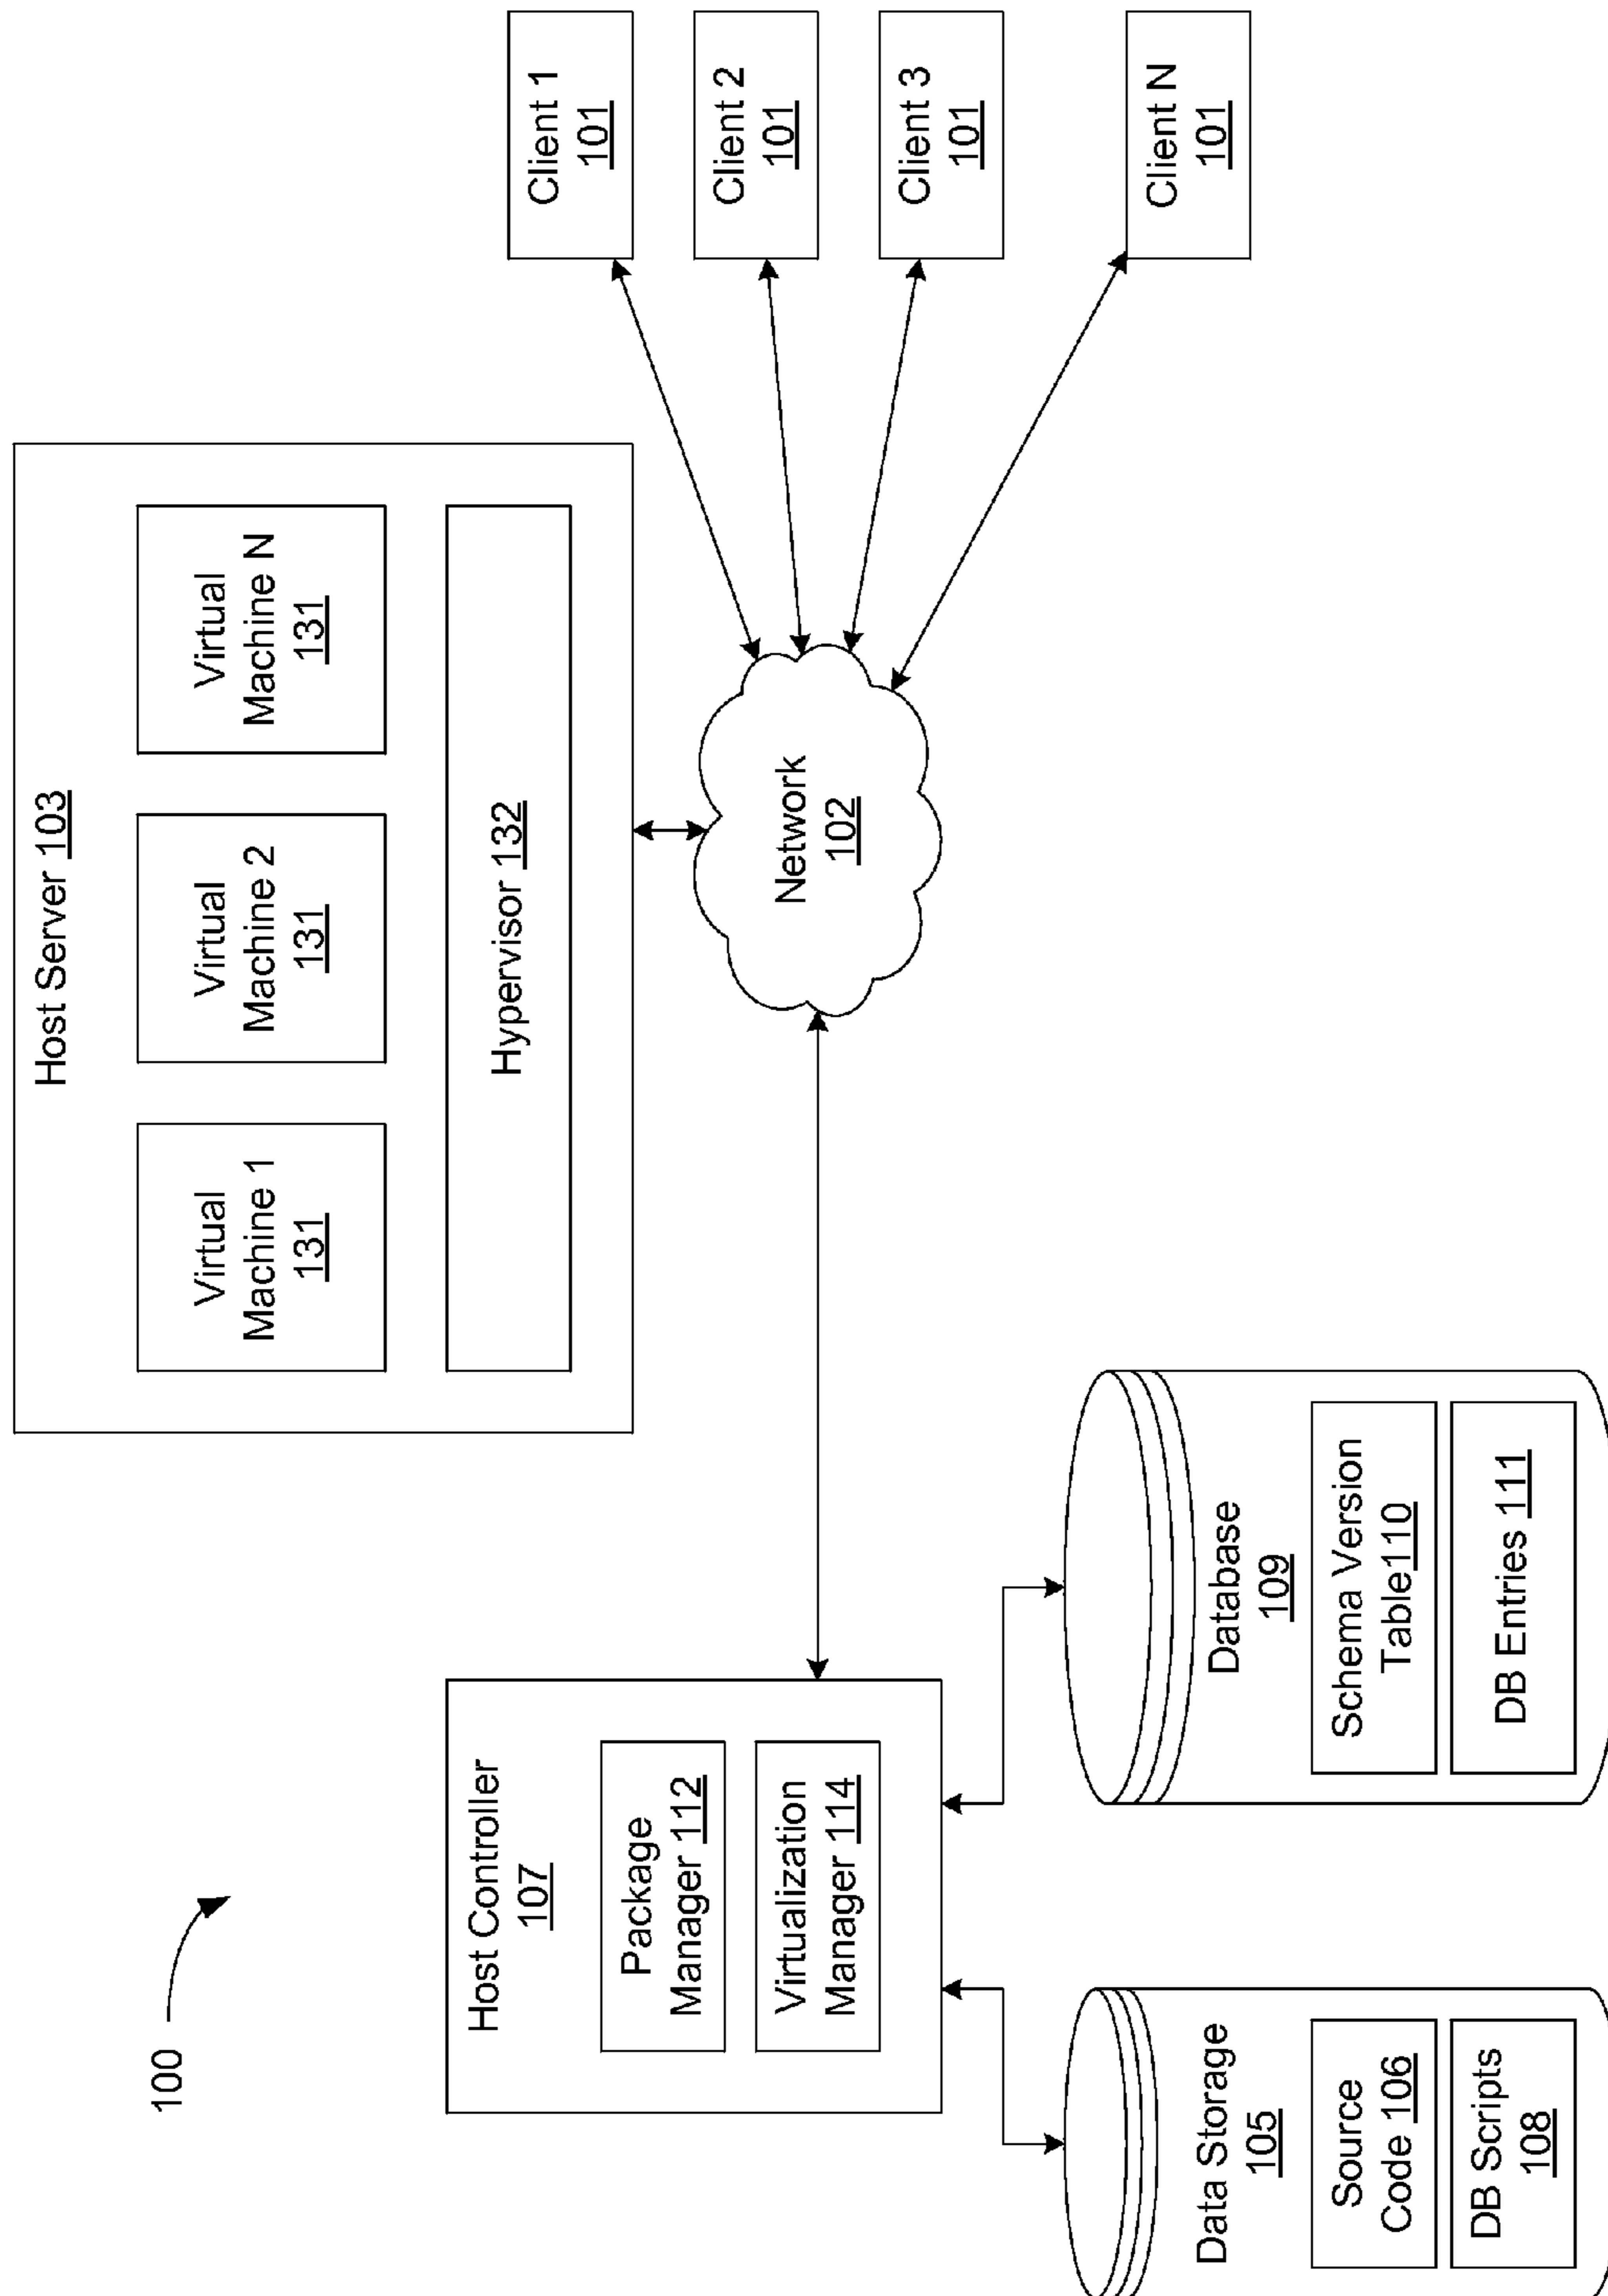 100
Host Server 103
Virtual
Machine 1
131
Virtual
Machine 2
131
Virtual
Machine N
131
Hypervisor 132
Host Controller
107
Package
Manager 112
Virtualization
Manager 114
Network
102
Client 1
101
Client 2
101
Client 3
101
Client N
101
Data Storage
105
Source
Code 106
DB Scripts
108
Database
109
Schema Version
Table110
DB Entries 111